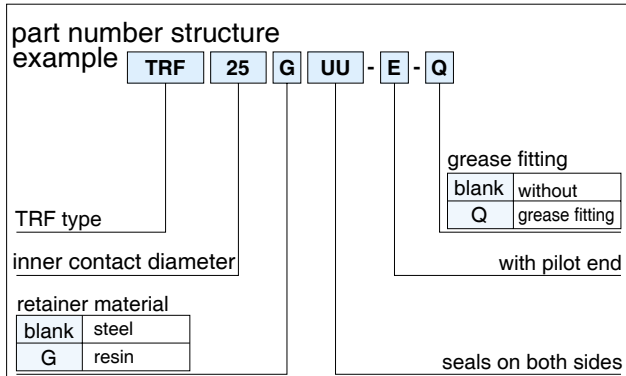 part number structure
example TRF 25 G UU - E - Q
grease fitting
blank without
Q grease fitting
TRF type
inner contact diameter
with pilot end
retainer material
blank steel
G resin
seals on both sides